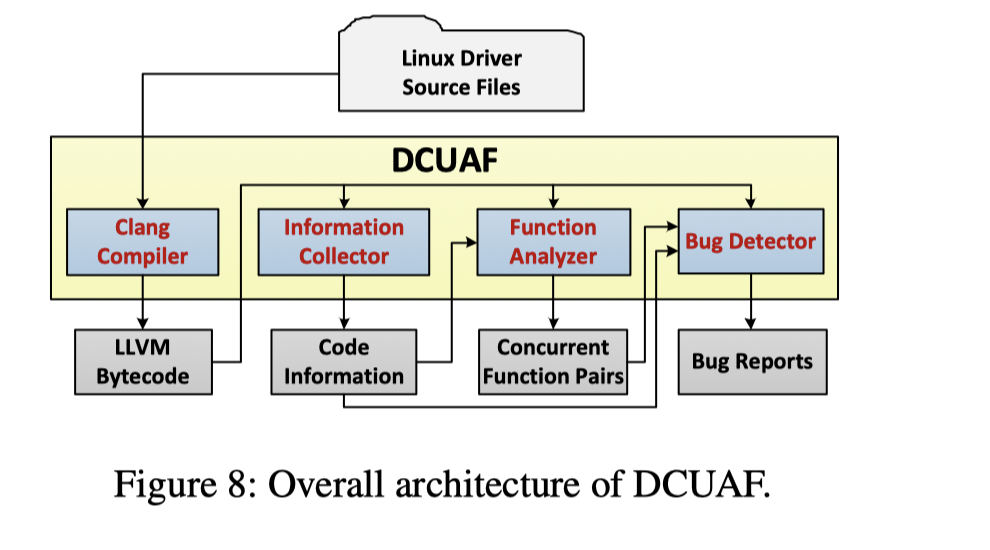 Linux Driver
Source Files
DCUAF
Clang
Compiler
Information
Collector
Function
Analyzer
Bug Detector
LLVM
Bytecode
Code
Information
Concurrent
Function Pairs
Bug Reports
Figure 8: Overall architecture of DCUAF.